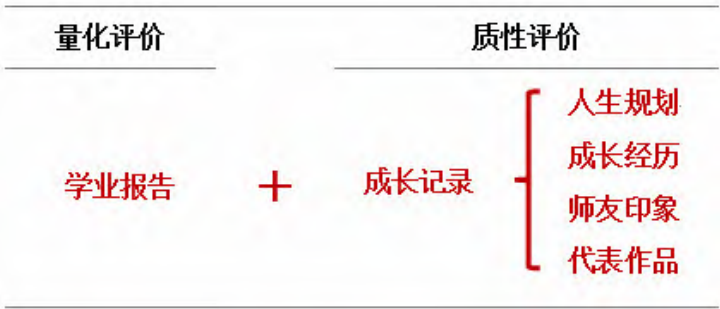 量化评价 质性评价
人生规划
成长经历
学业报告 + 成长记录
师友印象
代表作品